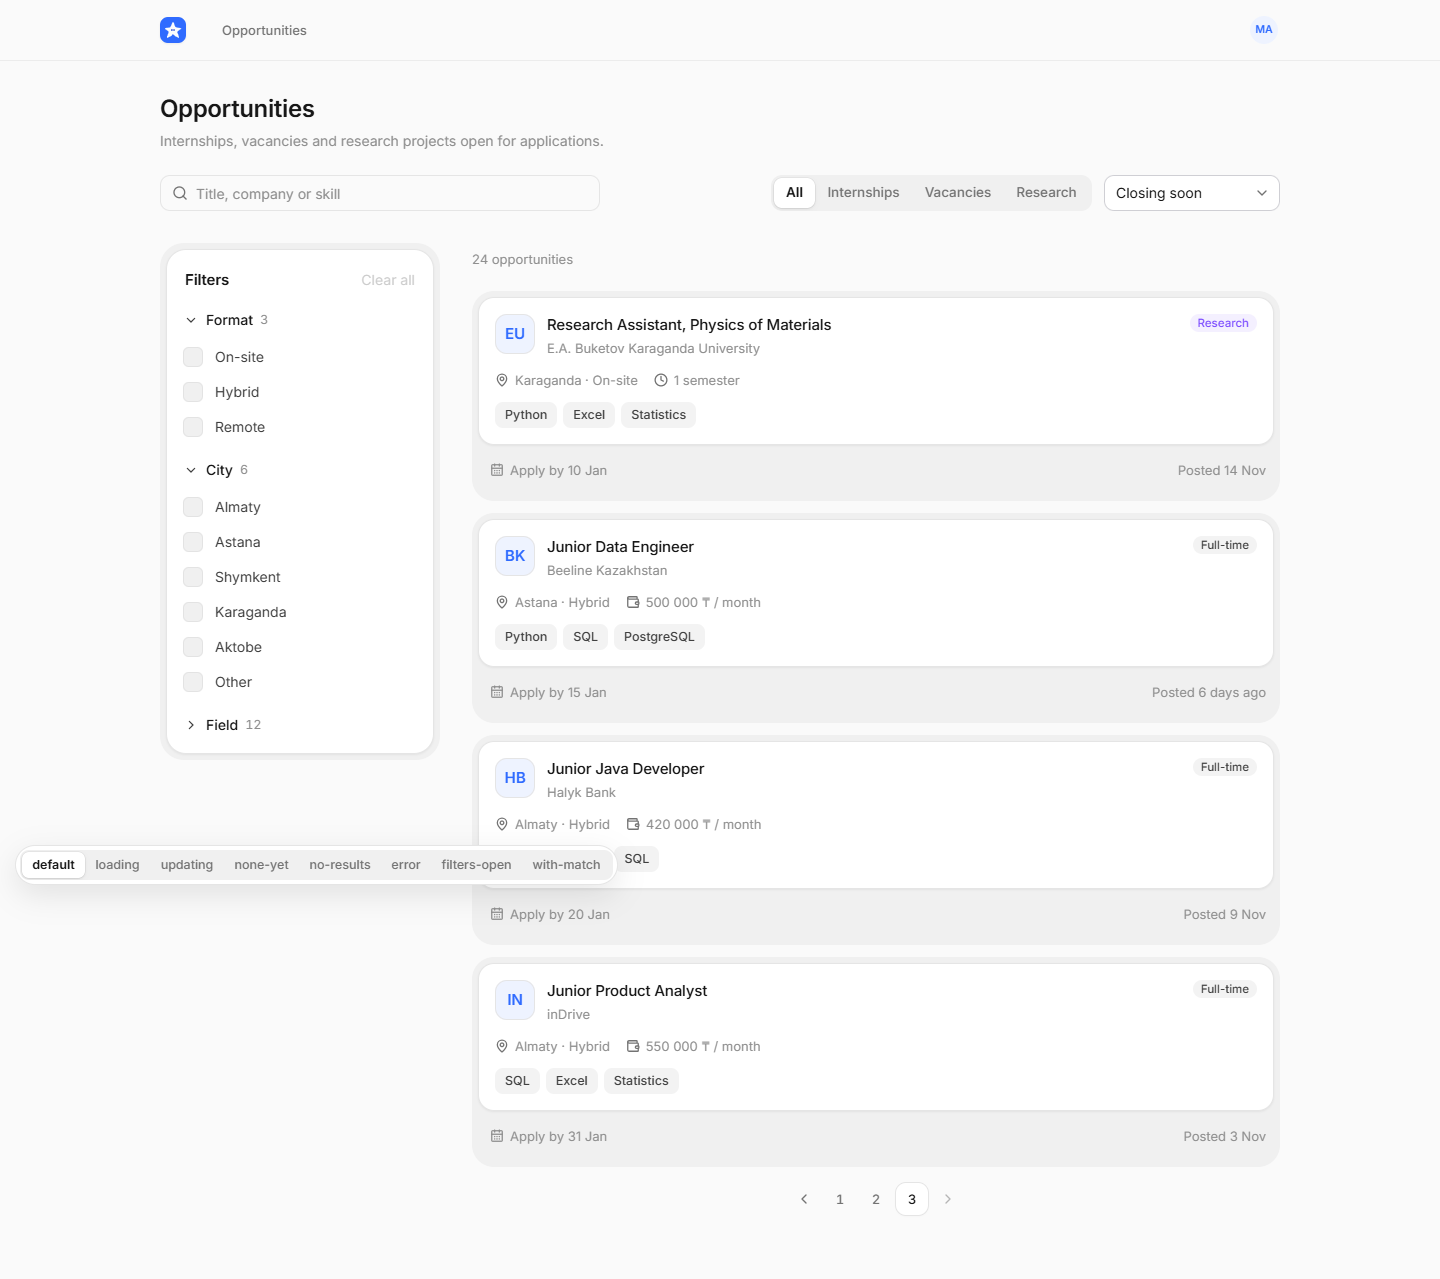 Opportunities
MA
Opportunities
Internships, vacancies and research projects open for applications.
Title, company or skill
All Internships Vacancies Research
Closing soon
Filters Clear all
Format 3
On-site
Hybrid
Remote
City 6
Almaty
Astana
Shymkent
Karaganda
Aktobe
Other
Field 12
24 opportunities
EU
Research Assistant, Physics of Materials
Research
E.A. Buketov Karaganda University
Karaganda · On-site 1 semester
Python Excel Statistics
Apply by 10 Jan Posted 14 Nov
BK
Junior Data Engineer
Full-time
Beeline Kazakhstan
Astana · Hybrid 500 000 ₸ / month
Python SQL PostgreSQL
Apply by 15 Jan Posted 6 days ago
HB
Junior Java Developer
Full-time
Halyk Bank
Almaty · Hybrid 420 000 ₸ / month
SQL
default loading updating none-yet no-results error filters-open with-match
Apply by 20 Jan Posted 9 Nov
IN
Junior Product Analyst
Full-time
inDrive
Almaty · Hybrid 550 000 ₸ / month
SQL Excel Statistics
Apply by 31 Jan Posted 3 Nov
1 2 3